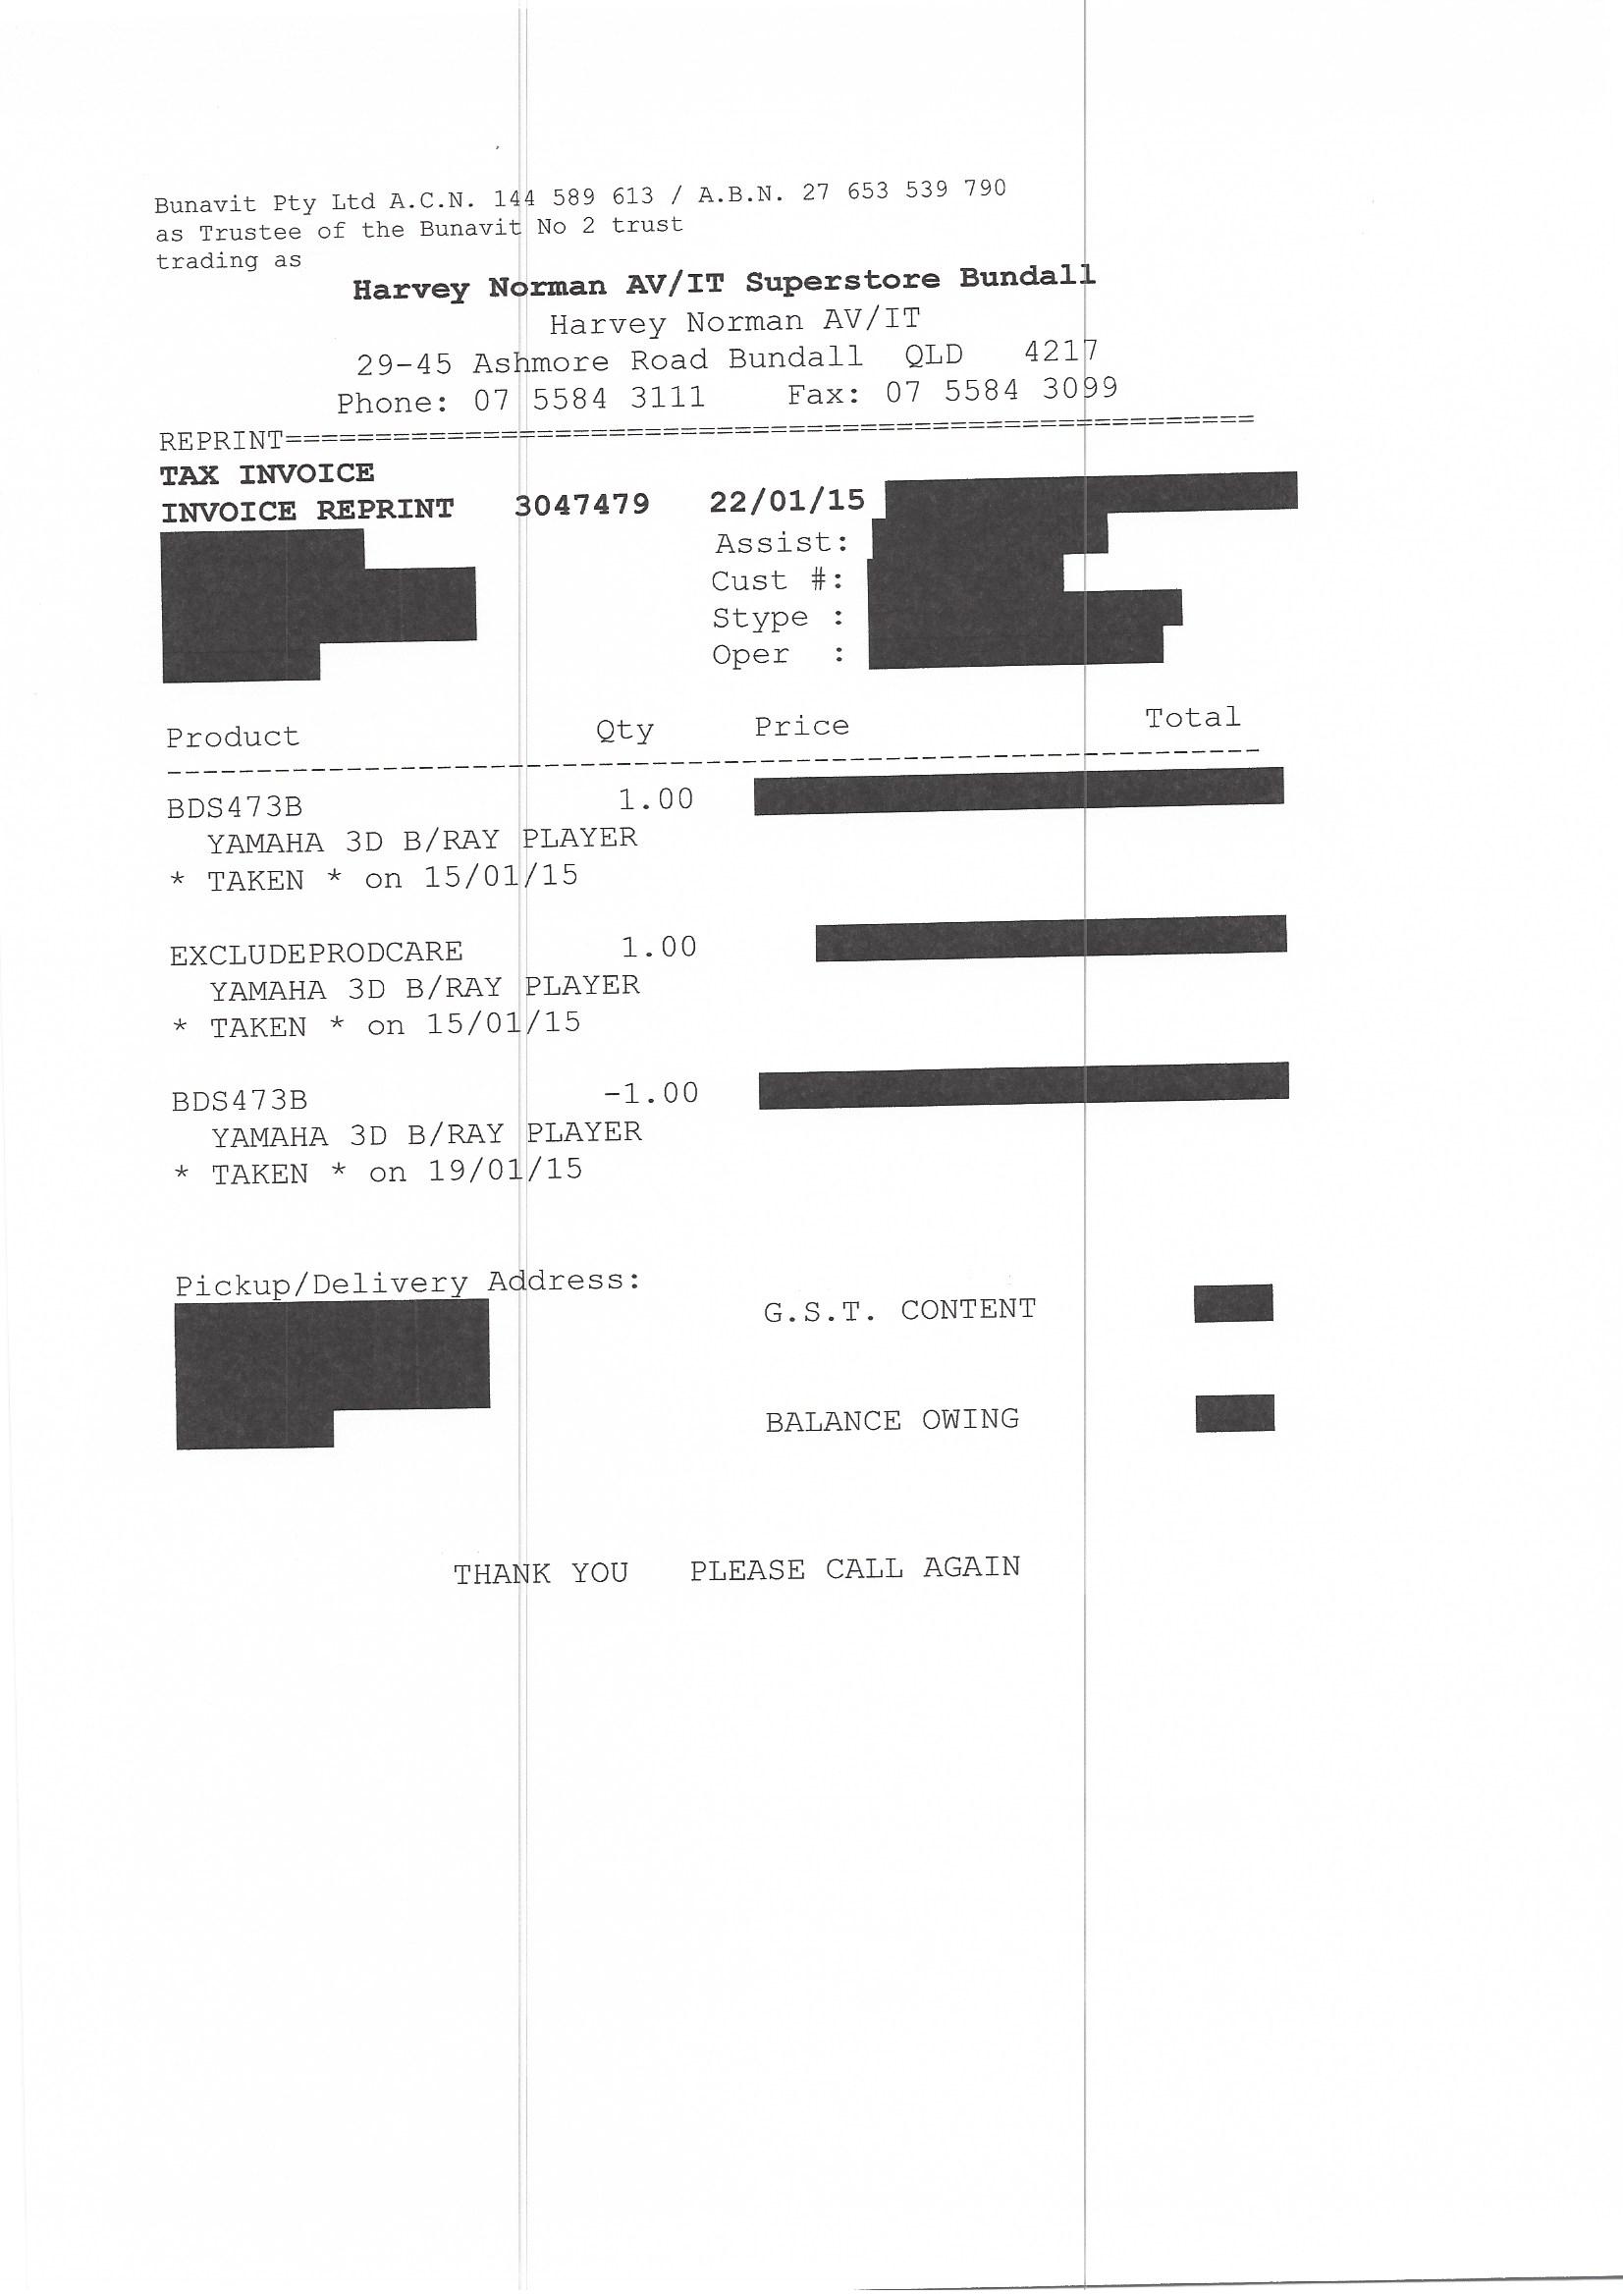 Bunavit Pty Ltd A.C.N. 144 589 613 / A.B.N. 27 653 539 790
as Trustee of the Bunavit No 2 trust
trading as
Harvey Norman AV/IT Superstore Bundall
Harvey Norman AV/IT
29-45 Ashmore Road Bundall QLD 4217
Phone: 07 5584 3111 Fax: 07 5584 3099
REPRINT=================================================
TAX INVOICE
INVOICE REPRINT 3047479 22/01/15
Assist:
Cust #:
Stype :
Oper :
Product Qty Price Total
--------------------------------------------------------
BDS473B 1.00
YAMAHA 3D B/RAY PLAYER
* TAKEN * on 15/01/15
EXCLUDEPRODCARE 1.00
YAMAHA 3D B/RAY PLAYER
* TAKEN * on 15/01/15
BDS473B -1.00
YAMAHA 3D B/RAY PLAYER
* TAKEN * on 19/01/15
Pickup/Delivery Address:
G.S.T. CONTENT
BALANCE OWING
THANK YOU PLEASE CALL AGAIN